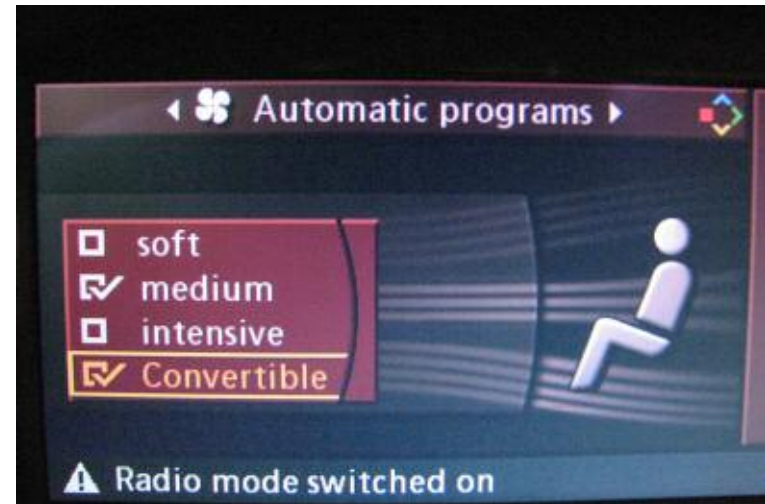 Automatic programs
soft
medium
intensive
Convertible
Radio mode switched on